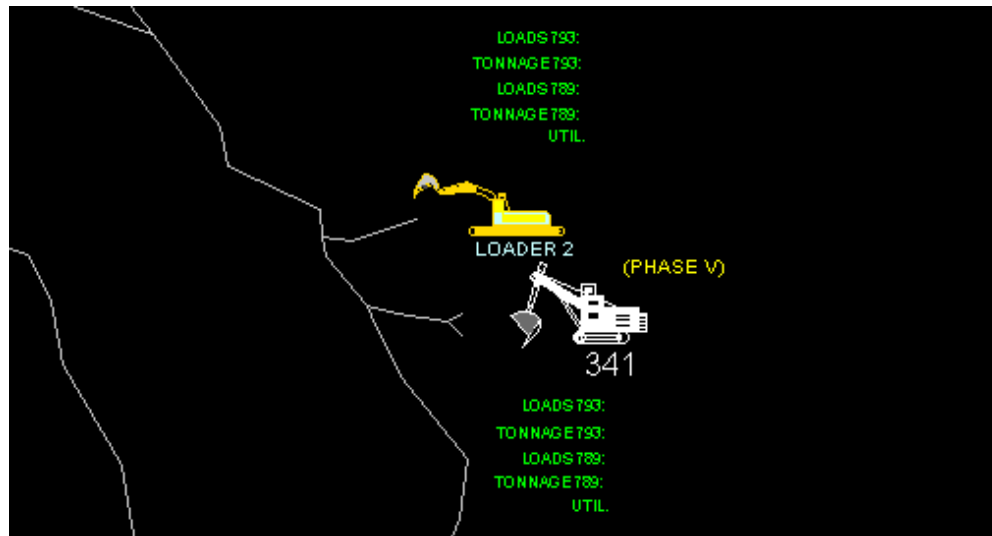 LOADS793:
TONNAGE793:
LOADS789:
TONNAGE789:
UTIL.
LOADER 2
(PHASE V)
341
LOADS793:
TONNAGE793:
LOADS789:
TONNAGE789:
UTIL.